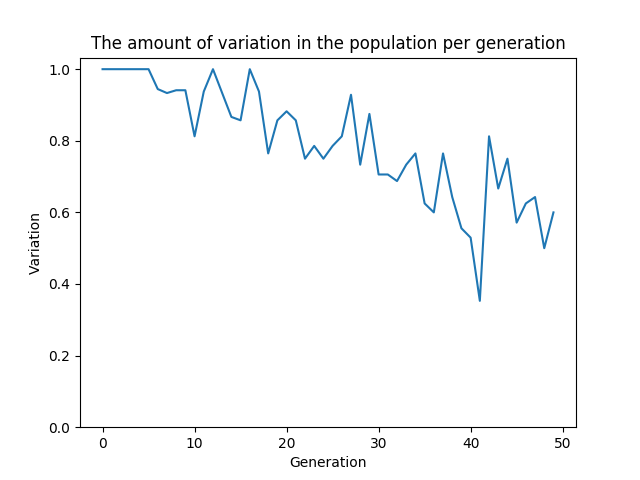 The amount of variation in the population per generation
1.0
0.8
0.6
0.4
0.2
0.0
Variation
0 10 20 30 40 50
Generation